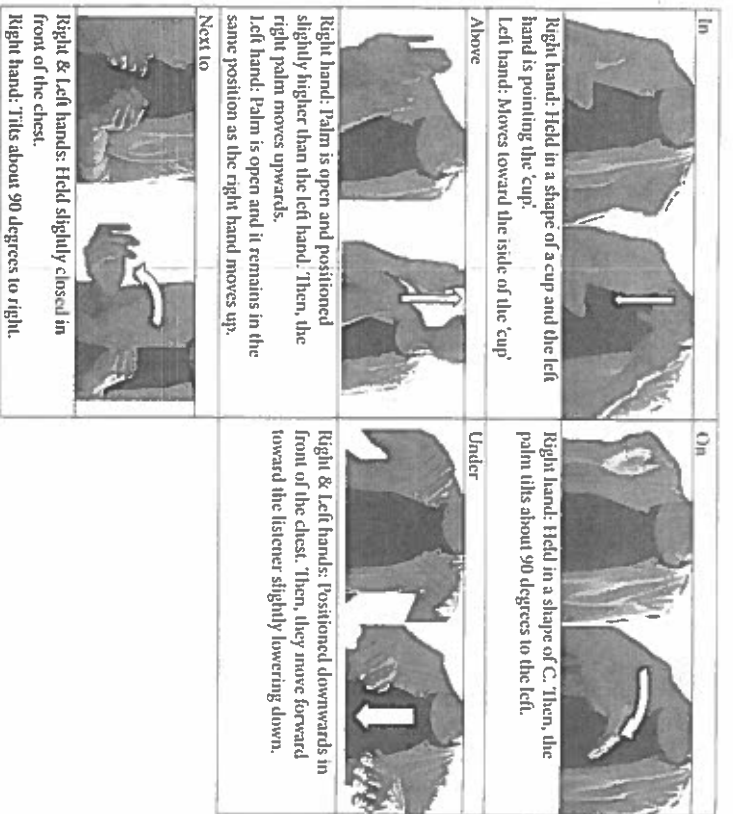 In
Right hand: Held in a shape of a cup and the left
hand is pointing the 'cup'.
Left hand: Moves toward the iside of the 'cup'
On
Right hand: Held in a shape of C. Then, the
palm tilts about 90 degrees to the left.
Above
Right hand: Palm is open and positioned
slightly higher than the left hand. Then, the
right palm moves upwards.
Left hand: Palm is open and it remains in the
same position as the right hand moves up.
Under
Right & Left hands: Positioned downwards in
front of the chest. Then, they move forward
toward the listener slightly lowering down.
Next to
Right & Left hands: Held slightly closed in
front of the chest.
Right hand: Tilts about 90 degrees to right.